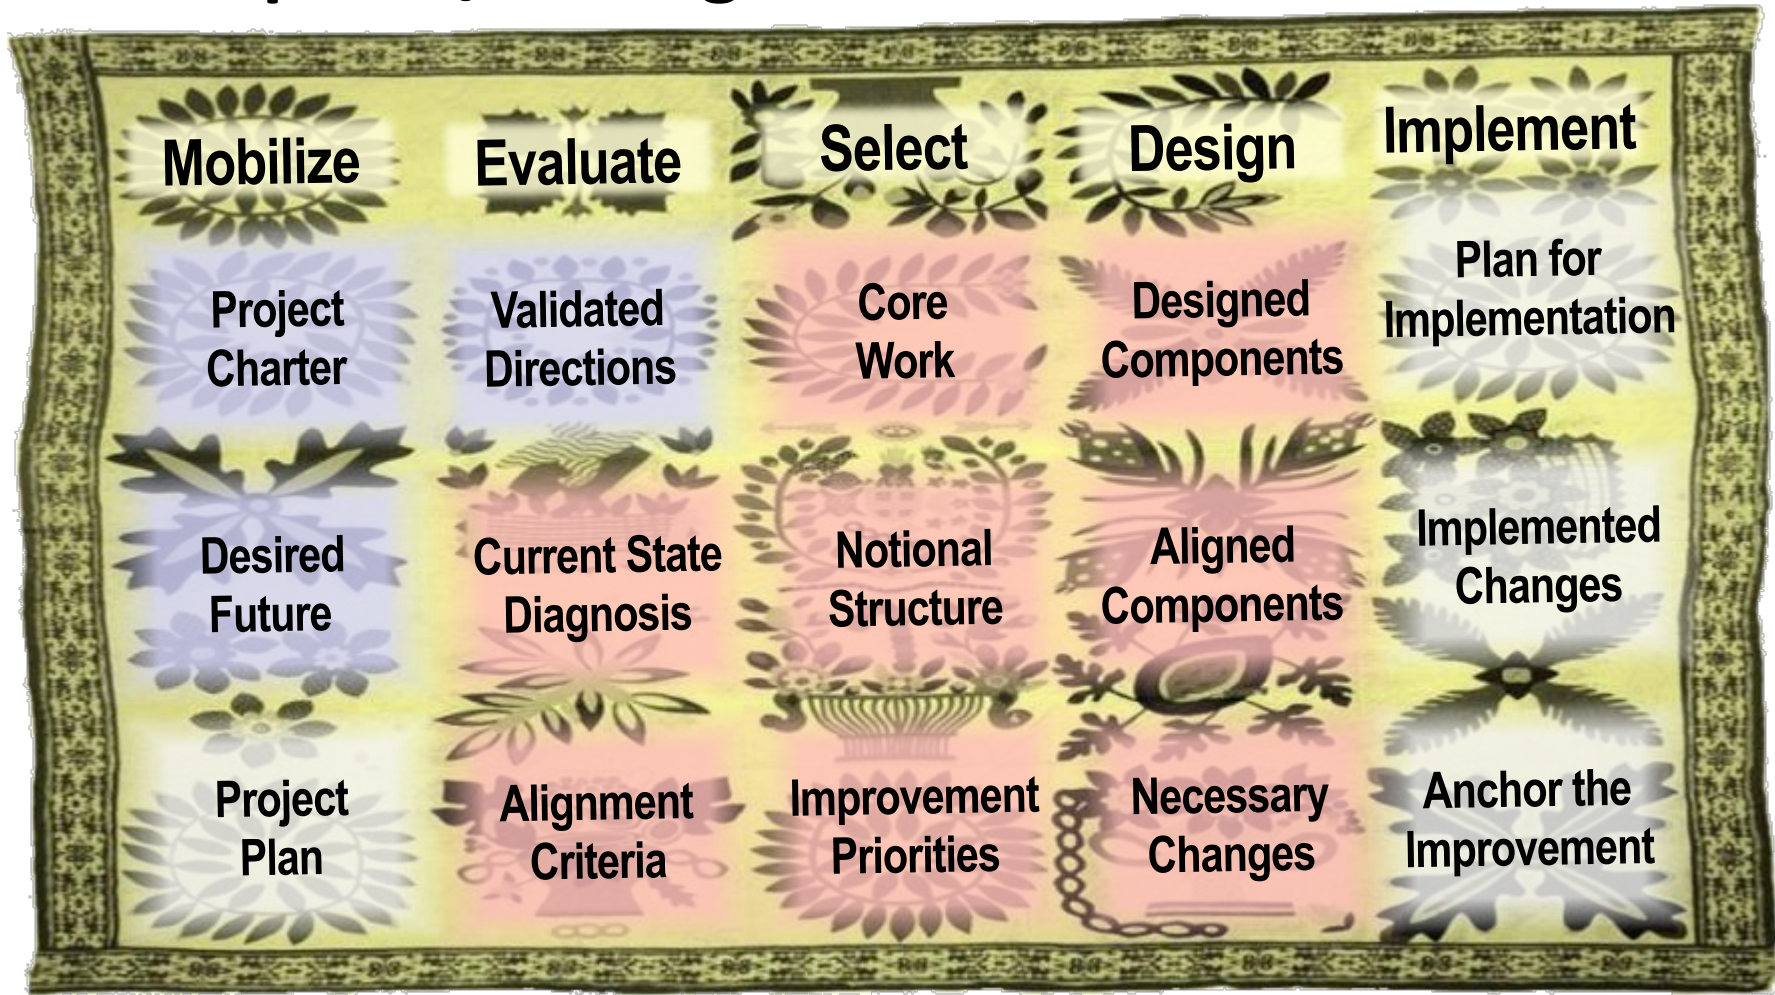 Mobilize
Evaluate
Select
Design
Implement
Project
Charter
Validated
Directions
Core
Work
Designed
Components
Plan for
Implementation
Desired
Future
Current State
Diagnosis
Notional
Structure
Aligned
Components
Implemented
Changes
Project
Plan
Alignment
Criteria
Improvement
Priorities
Necessary
Changes
Anchor the
Improvement